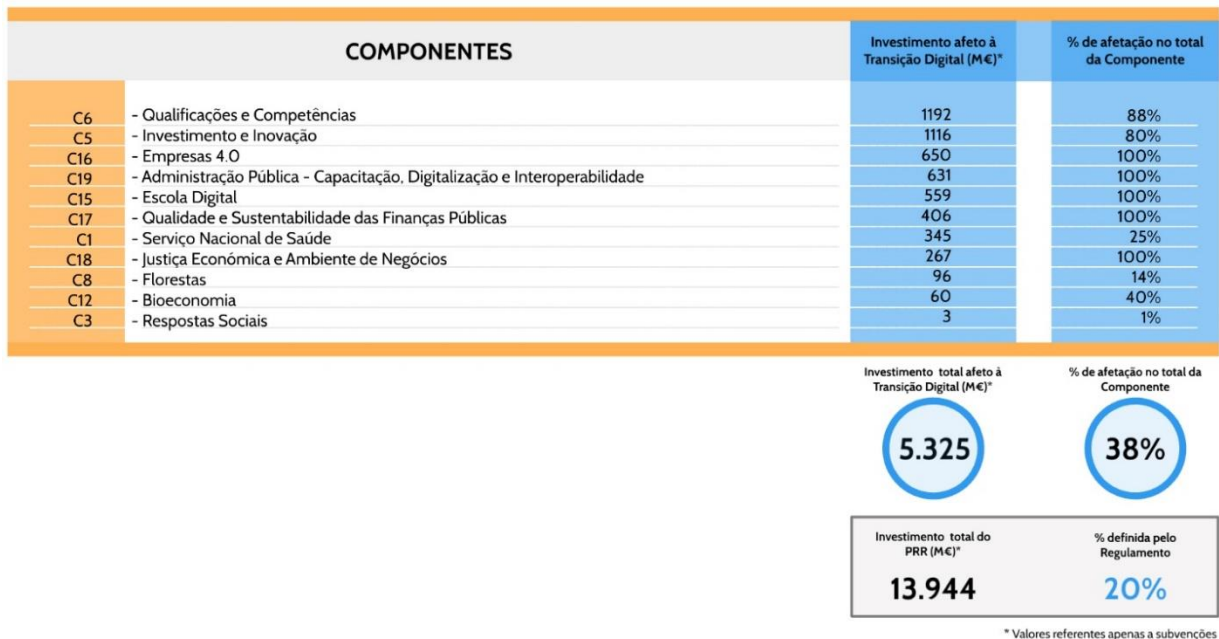 COMPONENTES
Investimento afeto à
Transição Digital (M€)*
% de afetação no total
da Componente
C6 - Qualificações e Competências 1192 88%
C5 - Investimento e Inovação 1116 80%
C16 - Empresas 4.0 650 100%
C19 - Administração Pública - Capacitação, Digitalização e Interoperabilidade 631 100%
C15 - Escola Digital 559 100%
C17 - Qualidade e Sustentabilidade das Finanças Públicas 406 100%
C1 - Serviço Nacional de Saúde 345 25%
C18 - Justiça Económica e Ambiente de Negócios 267 100%
C8 - Florestas 96 14%
C12 - Bioeconomia 60 40%
C3 - Respostas Sociais 3 1%
Investimento total afeto à
Transição Digital (M€)*
5.325
% de afetação no total da
Componente
38%
Investimento total do
PRR (M€)*
13.944
% definida pelo
Regulamento
20%
* Valores referentes apenas a subvenções